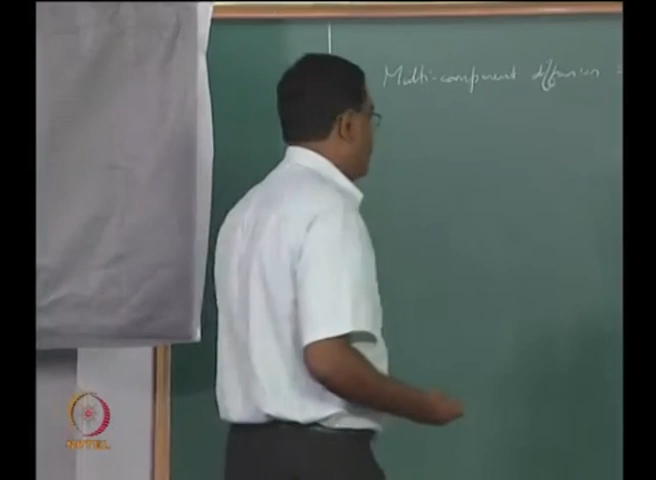 Multi-component diffusion =
NPTEL